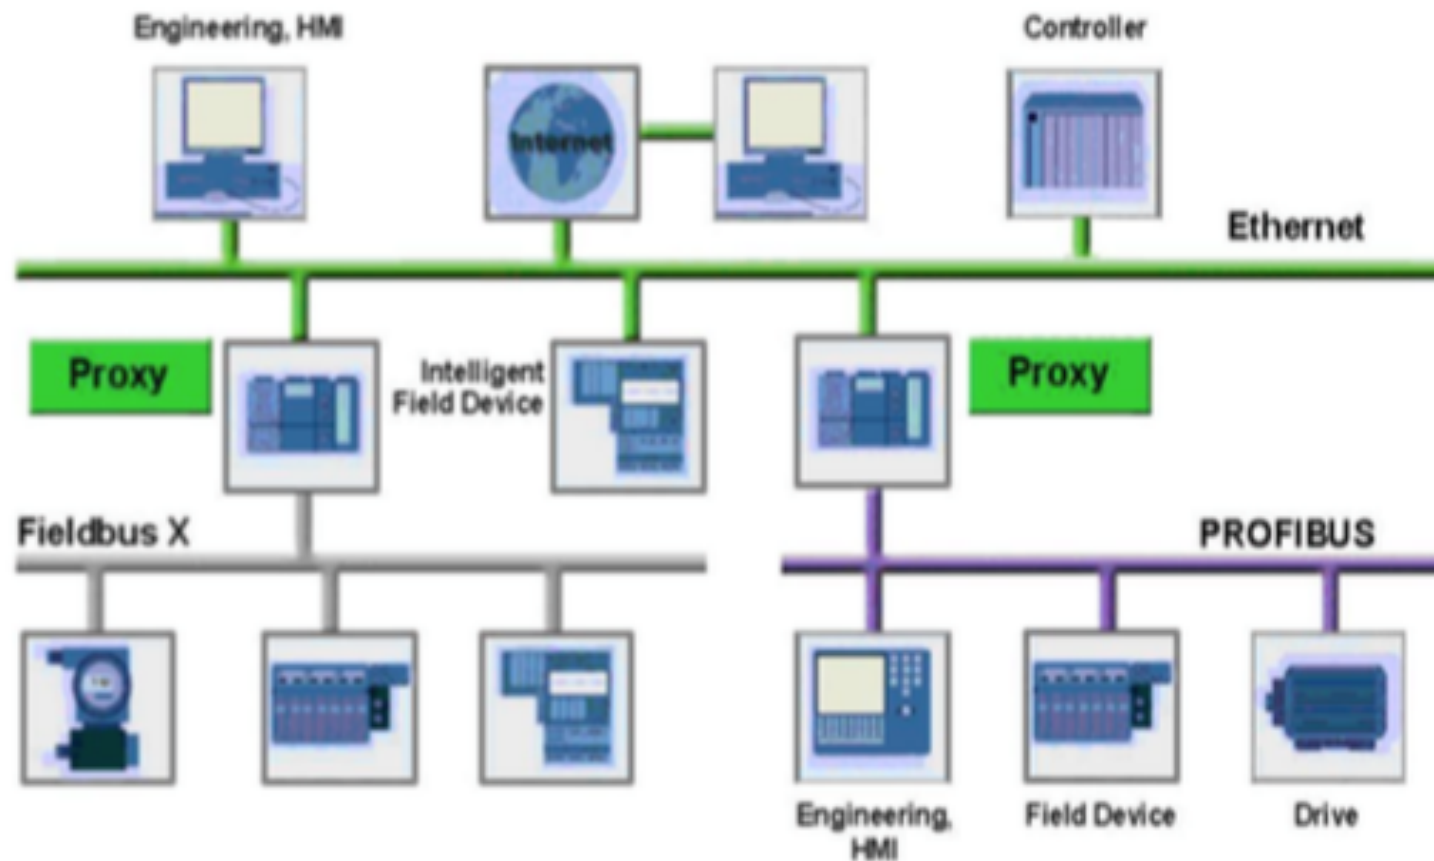 Engineering, HMI
Controller
Internet
Ethernet
Proxy
Intelligent
Field Device
Proxy
Fieldbus X
PROFIBUS
Engineering,
HMI
Field Device
Drive